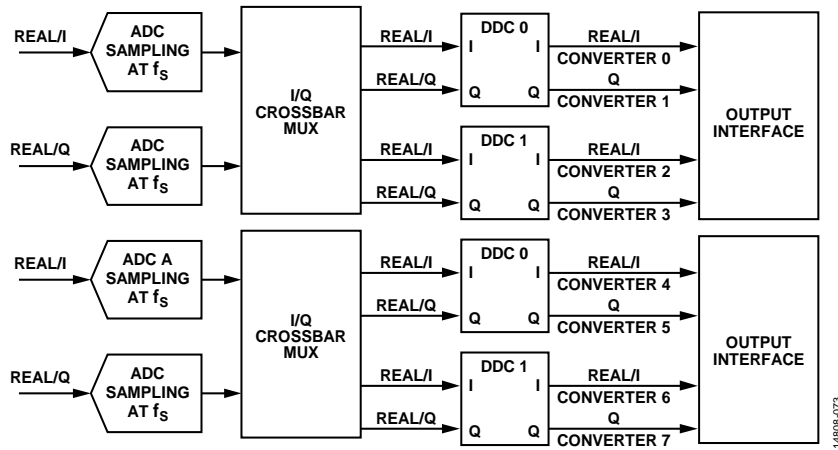 REAL/I
ADC
SAMPLING
AT fS
REAL/Q
ADC
SAMPLING
AT fS
I/Q
CROSSBAR
MUX
REAL/I
REAL/Q
REAL/I
REAL/Q
DDC 0
I I
Q Q
DDC 1
I I
Q Q
REAL/I
CONVERTER 0
Q
CONVERTER 1
REAL/I
CONVERTER 2
Q
CONVERTER 3
OUTPUT
INTERFACE
REAL/I
ADC A
SAMPLING
AT fS
REAL/Q
ADC
SAMPLING
AT fS
I/Q
CROSSBAR
MUX
REAL/I
REAL/Q
REAL/I
REAL/Q
DDC 0
I I
Q Q
DDC 1
I I
Q Q
REAL/I
CONVERTER 4
Q
CONVERTER 5
REAL/I
CONVERTER 6
Q
CONVERTER 7
OUTPUT
INTERFACE
14808-073